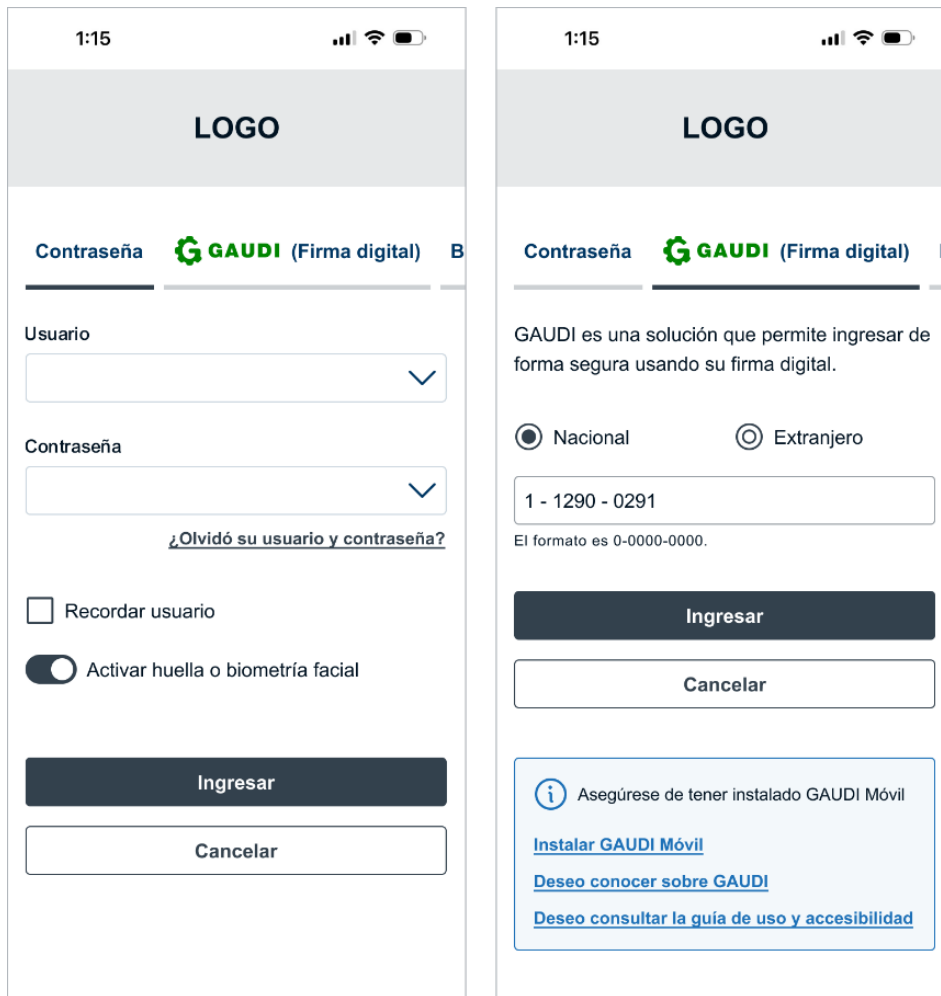 1:15
LOGO
Contraseña GAUDI (Firma digital) B
Usuario
Contraseña
¿Olvidó su usuario y contraseña?
Recordar usuario
Activar huella o biometría facial
Ingresar
Cancelar
1:15
LOGO
Contraseña GAUDI (Firma digital)
GAUDI es una solución que permite ingresar de
forma segura usando su firma digital.
Nacional Extranjero
1 - 1290 - 0291
El formato es 0-0000-0000.
Ingresar
Cancelar
Asegúrese de tener instalado GAUDI Móvil
Instalar GAUDI Móvil
Deseo conocer sobre GAUDI
Deseo consultar la guía de uso y accesibilidad